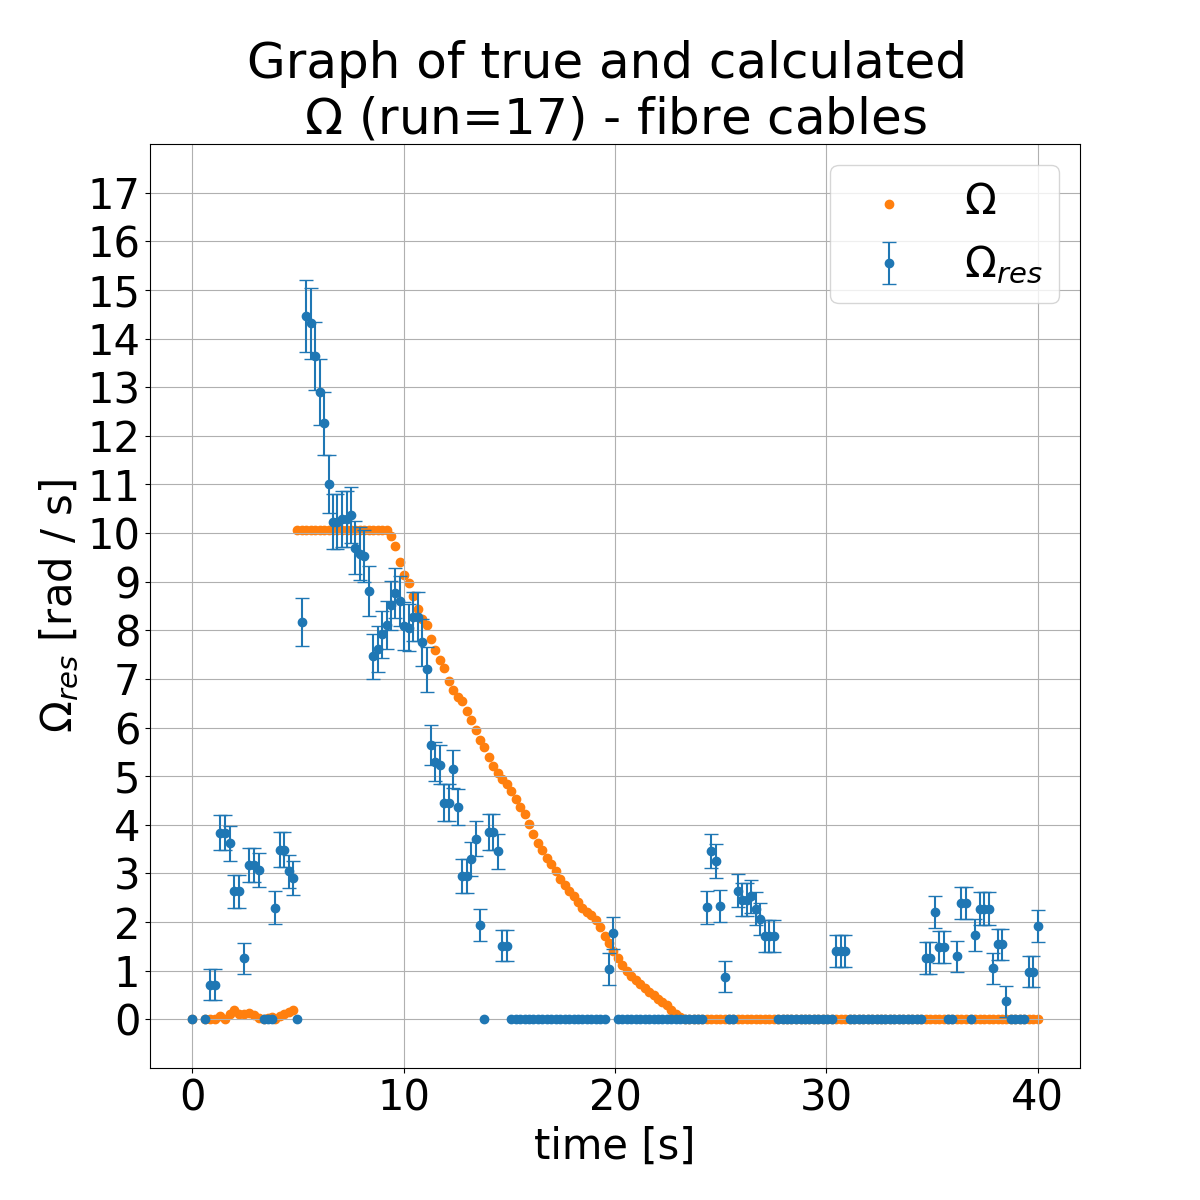 Graph of true and calculated
Ω (run=17) - fibre cables
Ω
Ω_res
Ω_res [rad / s]
17
16
15
14
13
12
11
10
9
8
7
6
5
4
3
2
1
0
0 10 20 30 40
time [s]